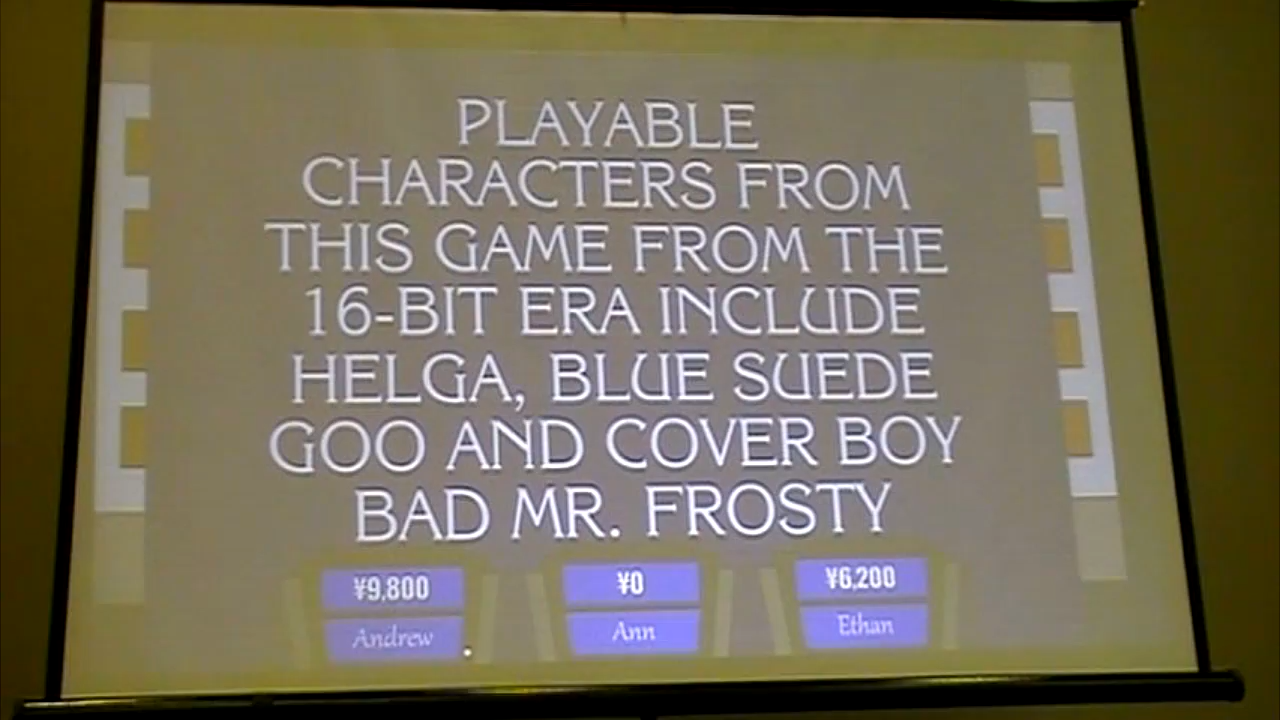 PLAYABLE
CHARACTERS FROM
THIS GAME FROM THE
16-BIT ERA INCLUDE
HELGA, BLUE SUEDE
GOO AND COVER BOY
BAD MR. FROSTY
¥9,800 ¥0 ¥6,200
Andrew Ann Ethan